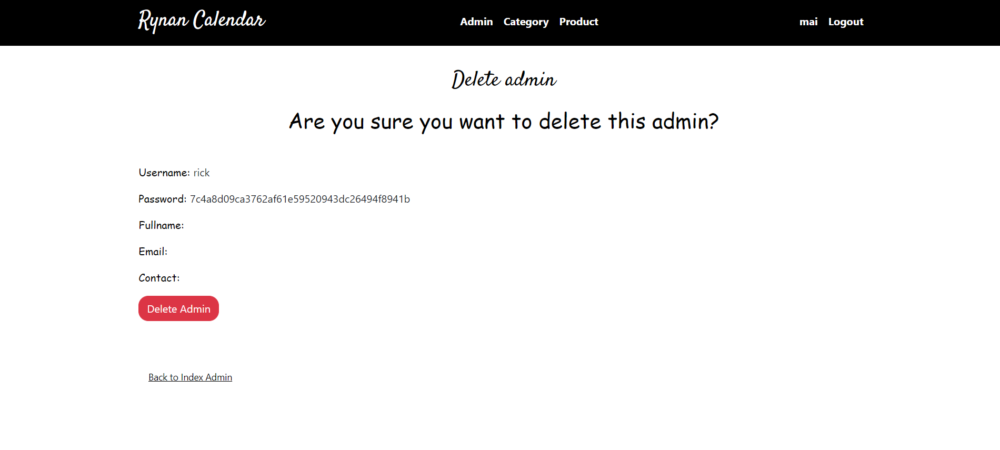 Rynan Calendar Admin Category Product mai Logout
Delete admin
Are you sure you want to delete this admin?
Username: rick
Password: 7c4a8d09ca3762af61e59520943dc26494f8941b
Fullname:
Email:
Contact:
Delete Admin
Back to Index Admin